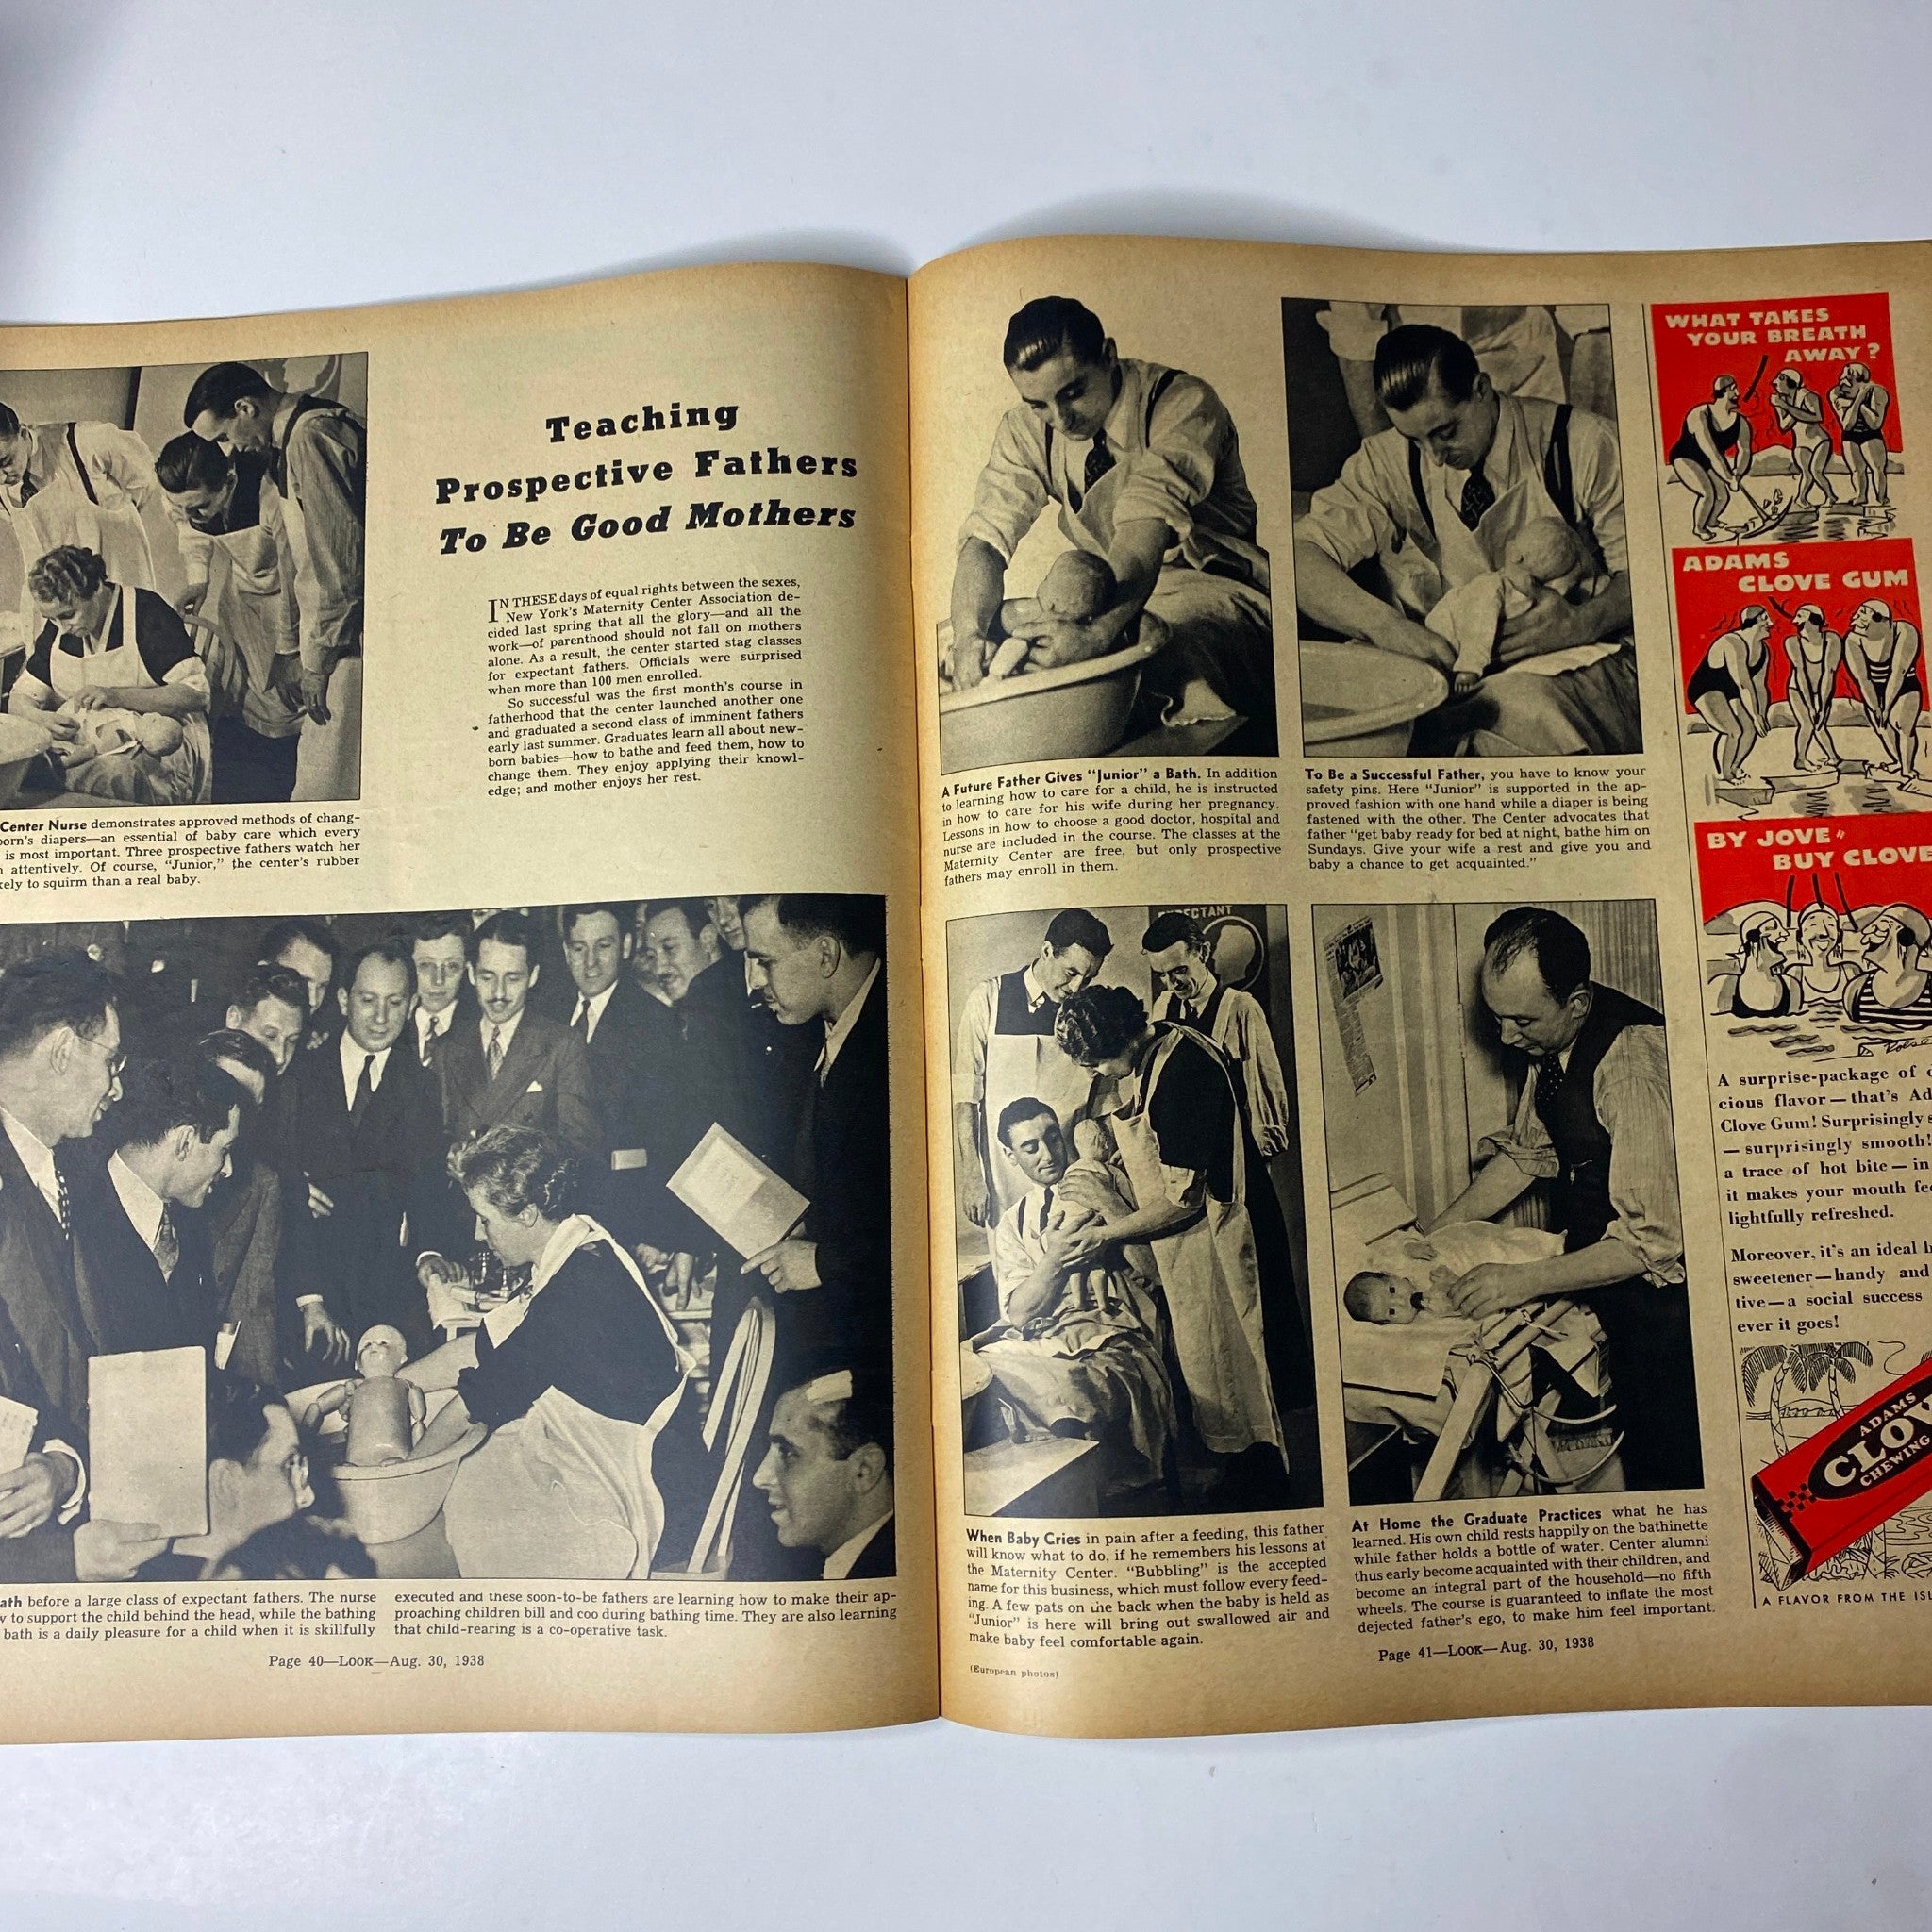 Teaching
Prospective Fathers
To Be Good Mothers
IN THESE days of equal rights between the sexes,
New York's Maternity Center Association de-
cided last spring that all the glory—and all the
work—of parenthood should not fall on mothers
alone. As a result, the center started stag classes
for expectant fathers. Officials were surprised
when more than 100 men enrolled.
So successful was the first month's course in
fatherhood that the center launched another one
and graduated a second class of imminent fathers
early last summer. Graduates learn all about new-
born babies—how to bathe and feed them, how to
change them. They enjoy applying their knowl-
edge; and mother enjoys her rest.
Center Nurse demonstrates approved methods of chang-
born's diapers—an essential of baby care which every
is most important. Three prospective fathers watch her
attentively. Of course, "Junior," the center's rubber
to squirm than a real baby.
before a large class of expectant fathers. The nurse
to support the child behind the head, while the bathing
bath is a daily pleasure for a child when it is skillfully
executed and these soon-to-be fathers are learning how to make their ap-
proaching children bill and coo during bathing time. They are also learning
that child-rearing is a co-operative task.
Page 40—LOOK—Aug. 30, 1938
A Future Father Gives "Junior" a Bath. In addition
to learning how to care for a child, he is instructed
in how to care for his wife during her pregnancy.
Lessons in how to choose a good doctor, hospital and
nurse are included in the course. The classes at the
Maternity Center are free, but only prospective
fathers may enroll in them.
To Be a Successful Father, you have to know your
safety pins. Here "Junior" is supported in the ap-
proved fashion with one hand while a diaper is being
fastened with the other. The Center advocates that
father "get baby ready for bed at night, bathe him on
Sundays. Give your wife a rest and give you and
baby a chance to get acquainted."
When Baby Cries in pain after a feeding, this father
will know what to do, if he remembers his lessons at
the Maternity Center. "Bubbling" is the accepted
name for this business, which must follow every feed-
ing. A few pats on the back when the baby is held as
"Junior" is here will bring out swallowed air and
make baby feel comfortable again.
(European photos)
At Home the Graduate Practices what he has
learned. His own child rests happily on the bathinette
while father holds a bottle of water. Center alumni
thus early become acquainted with their children, and
become an integral part of the household—no fifth
wheels. The course is guaranteed to inflate the most
dejected father's ego, to make him feel important.
Page 41—LOOK—Aug. 30, 1938
WHAT TAKES
YOUR BREATH
AWAY?
ADAMS
CLOVE GUM
BY JOVE"
BUY CLOVE
A surprise-package of
cious flavor—that's
Clove Gum! Surprisingly
—surprisingly smooth!
a trace of hot bite—in
it makes your mouth
lightfully refreshed.
Moreover, it's an ideal
sweetener—handy and
tive—a social success
ever it goes!
ADAMS
CLOV
CHEWING
A FLAVOR FROM THE